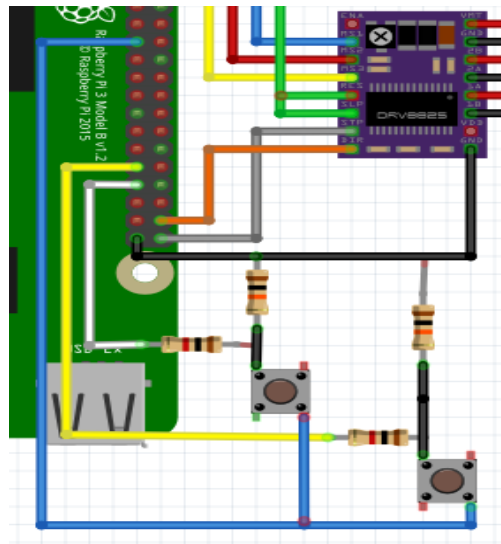 Raspberry Pi 3 Model B v1.2
© Raspberry Pi 2015
ENA
MS1
MS2
MS3
RES
SLP
STP
DIR
VMT
GND
2B
2A
1A
1B
VDD
GND
DRV8825